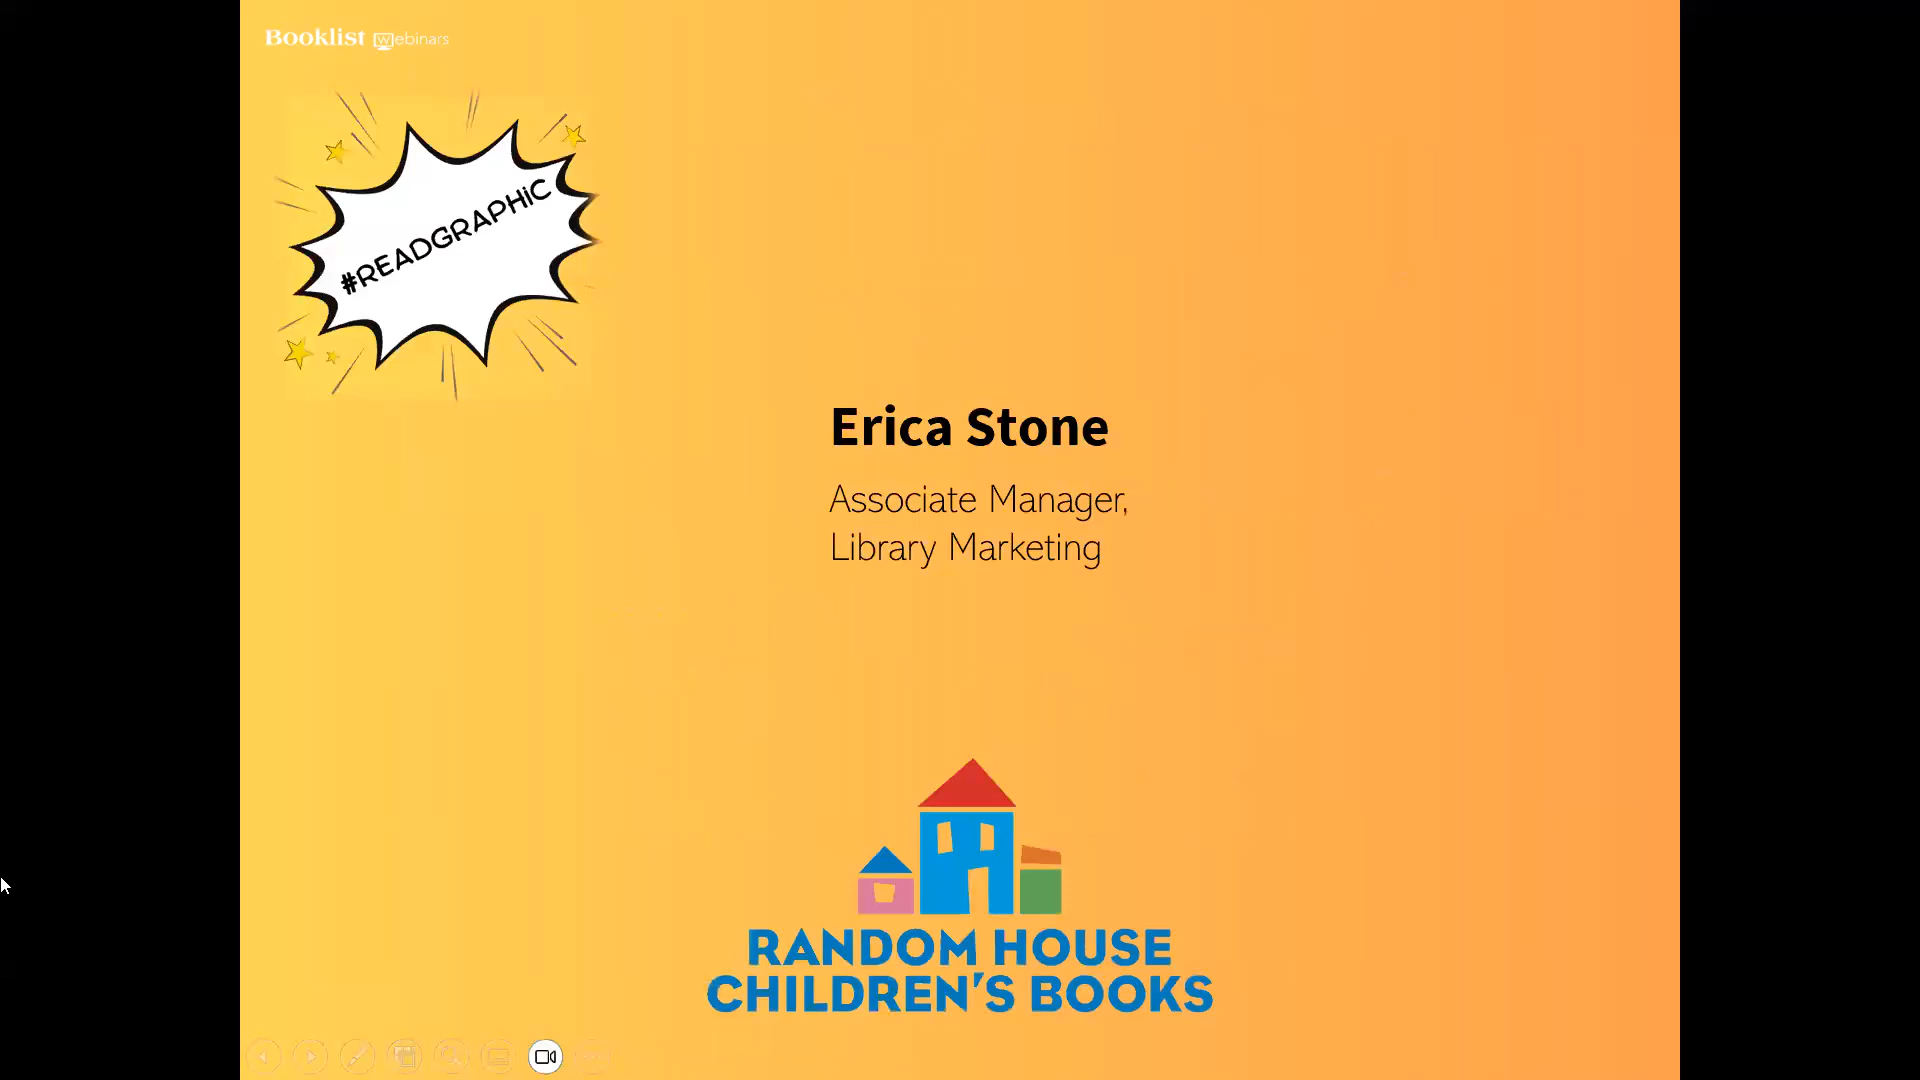 Booklist Webinars
#READGRAPHiC
Erica Stone
Associate Manager,
Library Marketing
RANDOM HOUSE
CHILDREN'S BOOKS